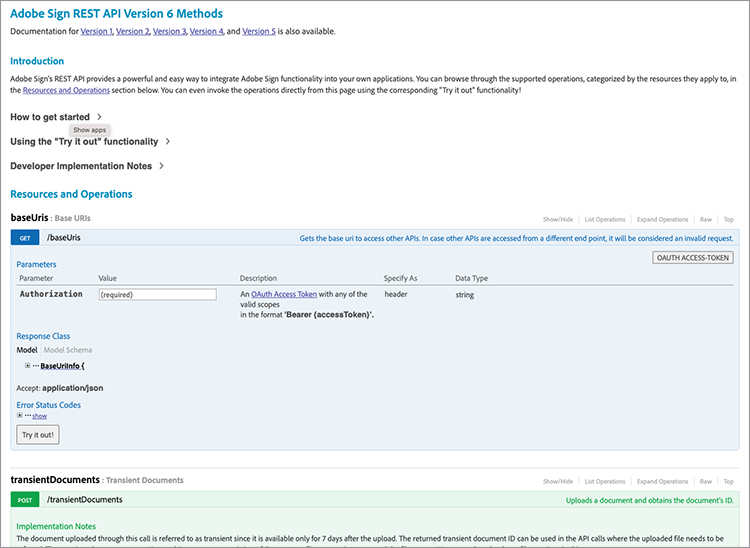 Adobe Sign REST API Version 6 Methods
Documentation for Version 1, Version 2, Version 3, Version 4, and Version 5 is also available.
Introduction
Adobe Sign's REST API provides a powerful and easy way to integrate Adobe Sign functionality into your own applications. You can browse through the supported operations, categorized by the resources they apply to, in
the Resources and Operations section below. You can even invoke the operations directly from this page using the corresponding "Try it out" functionality!
How to get started
Show apps
Using the "Try it out" functionality
Developer Implementation Notes
Resources and Operations
baseUris : Base URIs
Show/Hide List Operations Expand Operations Raw Top
GET /baseUris Gets the base uri to access other APIs. In case other APIs are accessed from a different end point, it will be considered an invalid request.
OAUTH ACCESS-TOKEN
Parameters
Parameter Value Description Specify As Data Type
Authorization (required) An OAuth Access Token with any of the header string
valid scopes
in the format 'Bearer {accessToken}'.
Response Class
Model Model Schema
BaseUriInfo {
Accept: application/json
Error Status Codes
show
Try it out!
transientDocuments : Transient Documents
Show/Hide List Operations Expand Operations Raw Top
POST /transientDocuments Uploads a document and obtains the document's ID.
Implementation Notes
The document uploaded through this call is referred to as transient since it is available only for 7 days after the upload. The returned transient document ID can be used in the API calls where the uploaded file needs to be